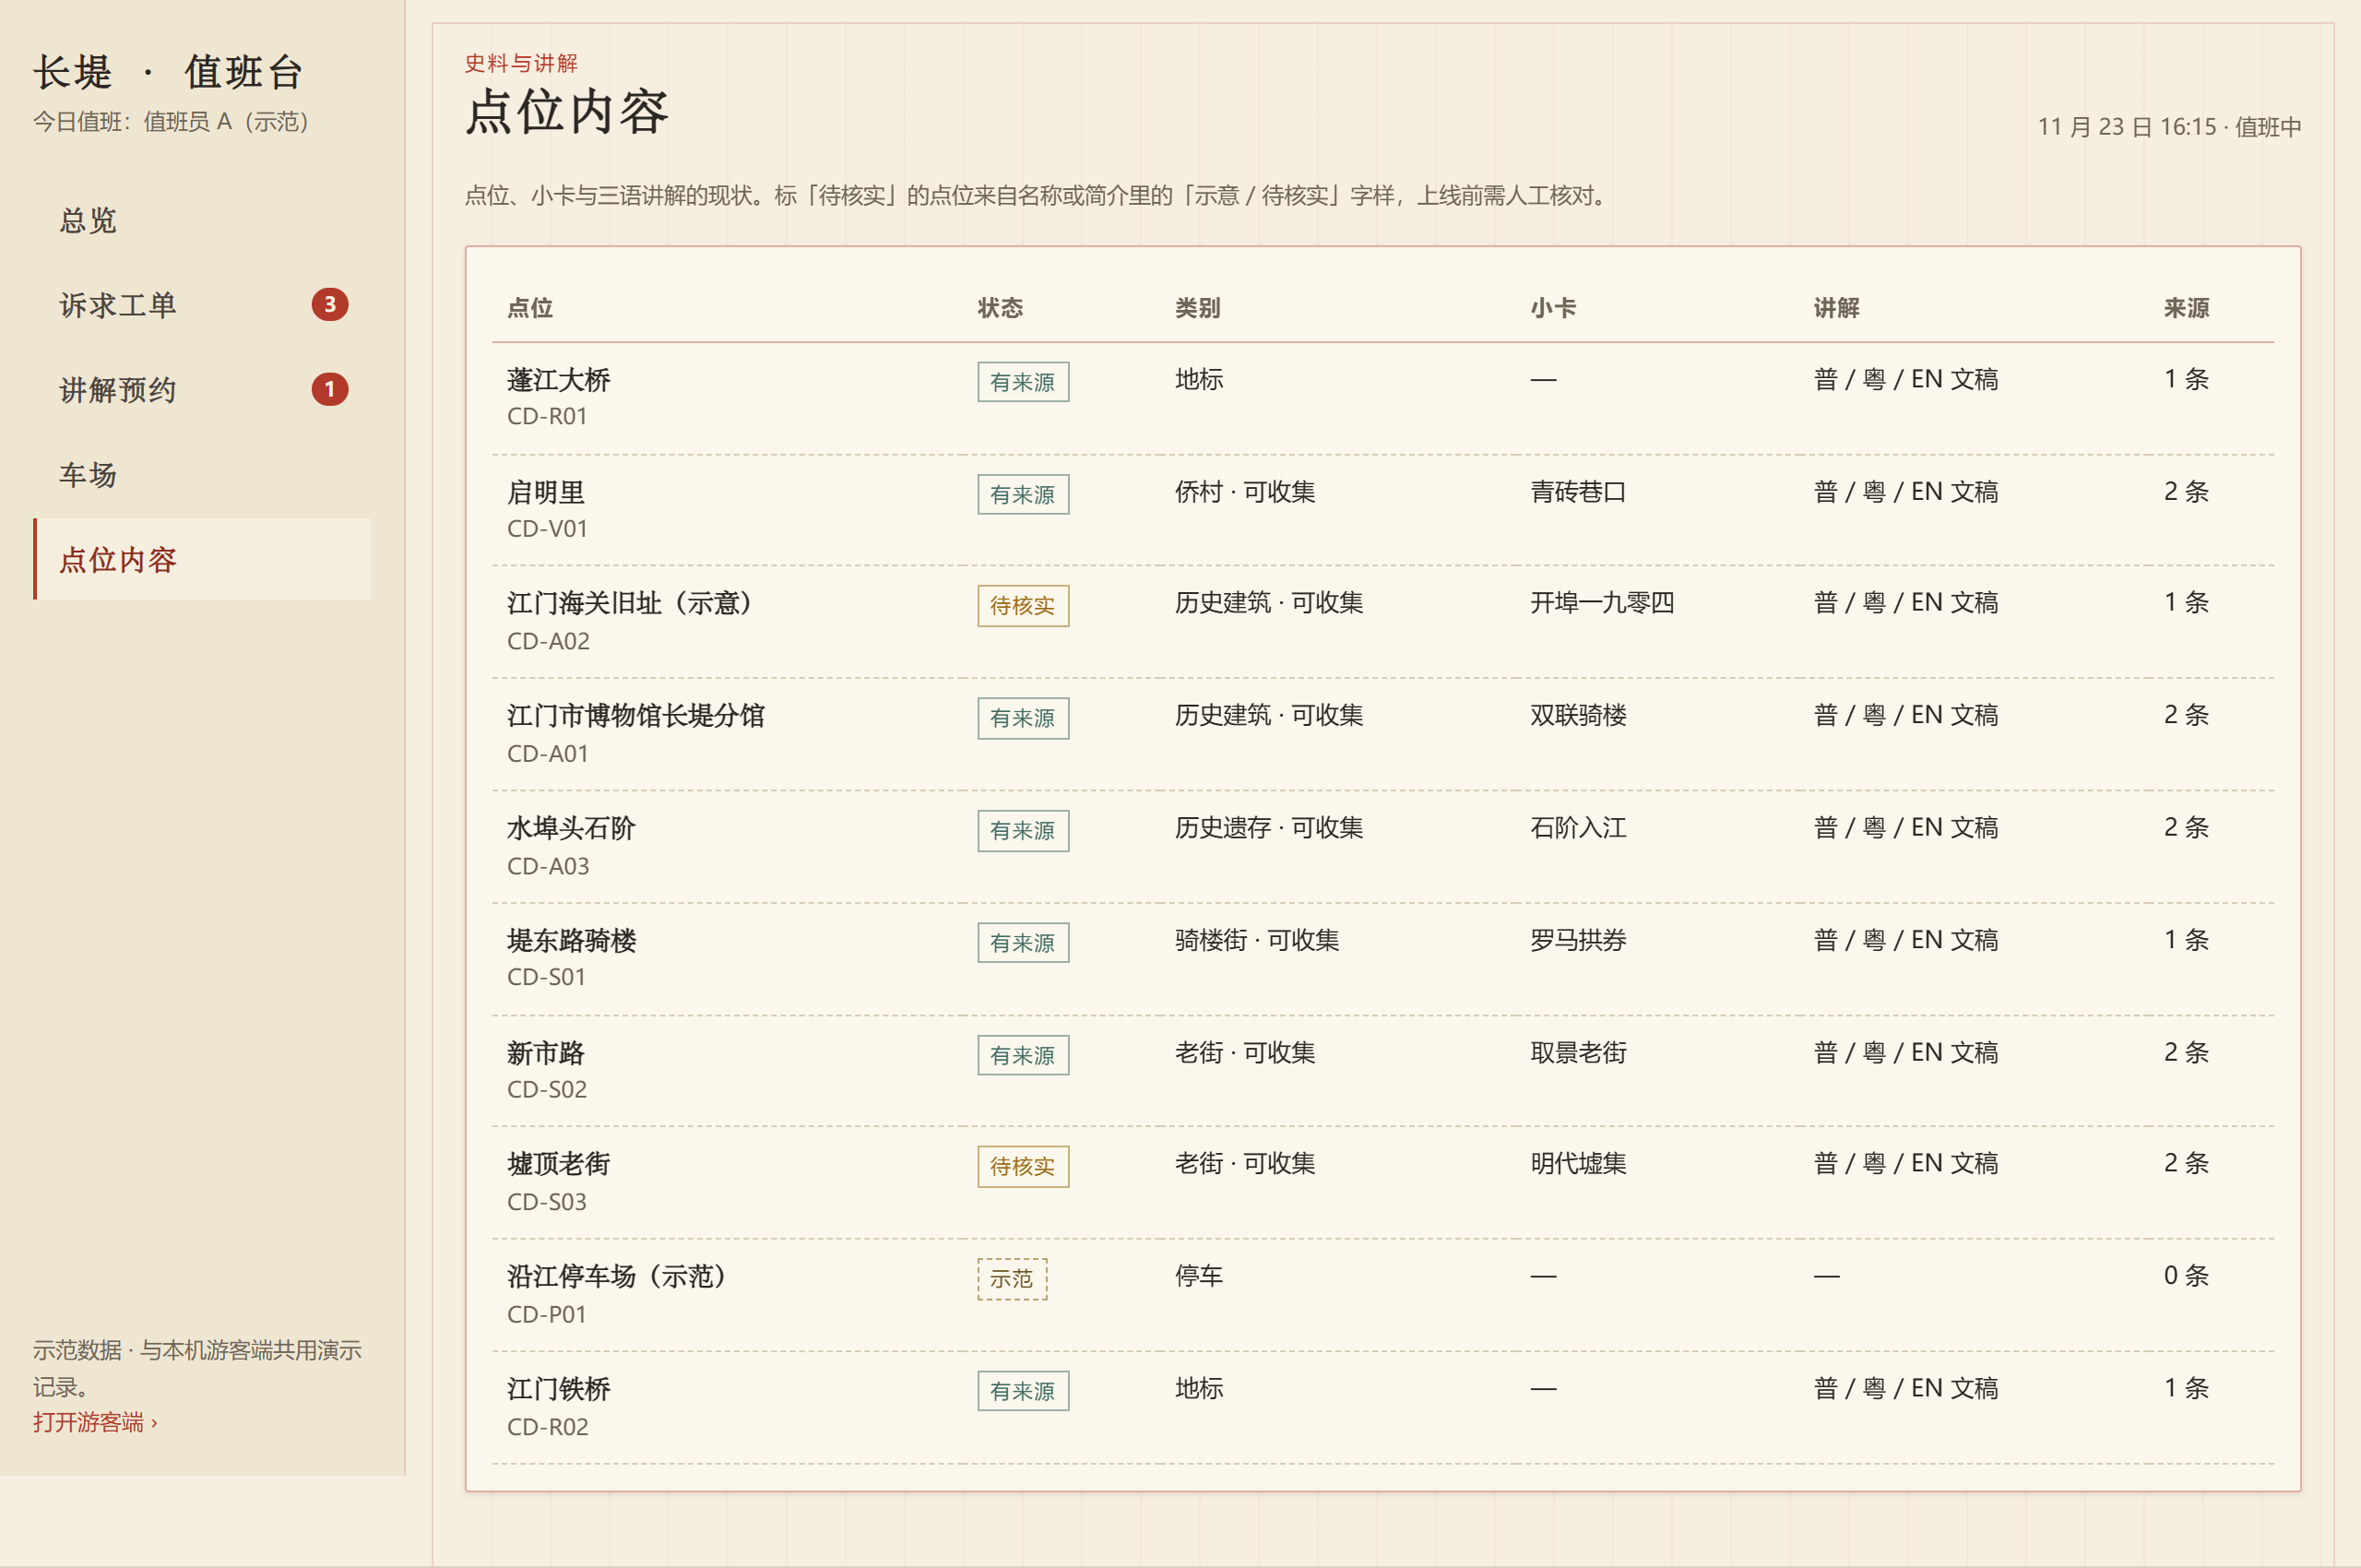 长堤 · 值班台
今日值班：值班员 A（示范）
总览
诉求工单 3
讲解预约 1
车场
点位内容
示范数据 · 与本机游客端共用演示
记录。
打开游客端 ›
史料与讲解
点位内容
11 月 23 日 16:15 · 值班中
点位、小卡与三语讲解的现状。标「待核实」的点位来自名称或简介里的「示意 / 待核实」字样，上线前需人工核对。
点位 状态 类别 小卡 讲解 来源
蓬江大桥 有来源 地标 — 普 / 粤 / EN 文稿 1 条
CD-R01
启明里 有来源 侨村 · 可收集 青砖巷口 普 / 粤 / EN 文稿 2 条
CD-V01
江门海关旧址（示意） 待核实 历史建筑 · 可收集 开埠一九零四 普 / 粤 / EN 文稿 1 条
CD-A02
江门市博物馆长堤分馆 有来源 历史建筑 · 可收集 双联骑楼 普 / 粤 / EN 文稿 2 条
CD-A01
水埠头石阶 有来源 历史遗存 · 可收集 石阶入江 普 / 粤 / EN 文稿 2 条
CD-A03
堤东路骑楼 有来源 骑楼街 · 可收集 罗马拱券 普 / 粤 / EN 文稿 1 条
CD-S01
新市路 有来源 老街 · 可收集 取景老街 普 / 粤 / EN 文稿 2 条
CD-S02
墟顶老街 待核实 老街 · 可收集 明代墟集 普 / 粤 / EN 文稿 2 条
CD-S03
沿江停车场（示范） 示范 停车 — — 0 条
CD-P01
江门铁桥 有来源 地标 — 普 / 粤 / EN 文稿 1 条
CD-R02